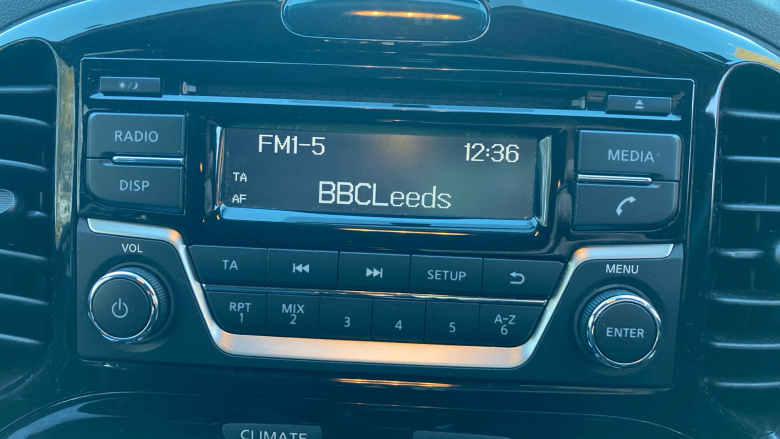 RADIO
DISP
FM1-5 12:36
TA
AF
BBCLeeds
MEDIA
VOL
MENU
TA SETUP
RPT 1 MIX 2 3 4 5 A-Z 6
ENTER
CLIMATE